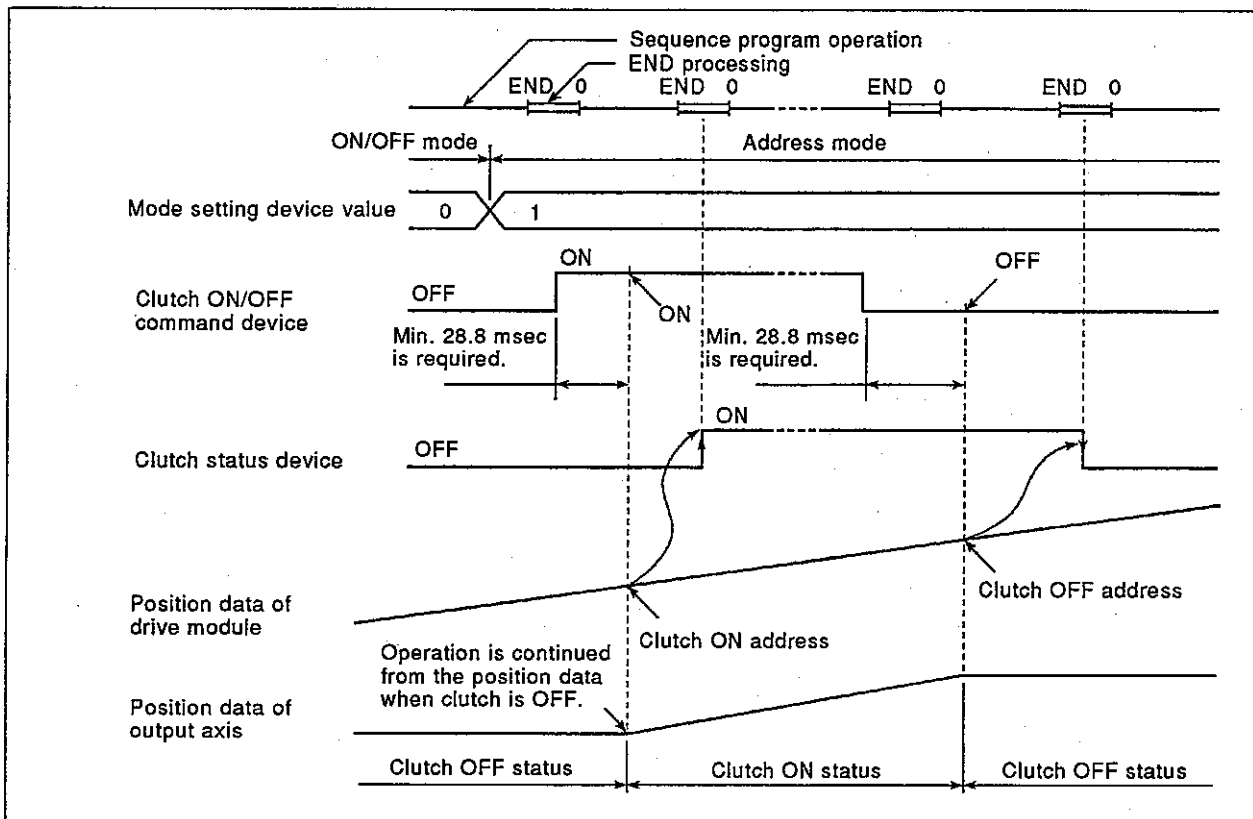 Sequence program operation
END processing
END 0 END 0 END 0 END 0
ON/OFF mode Address mode
Mode setting device value 0 1
ON OFF
Clutch ON/OFF
command device
OFF ON
Min. 28.8 msec
is required.
Min. 28.8 msec
is required.
ON
Clutch status device OFF
Clutch OFF address
Position data of
drive module
Clutch ON address
Operation is continued
from the position data
when clutch is OFF.
Position data of
output axis
Clutch OFF status Clutch ON status Clutch OFF status